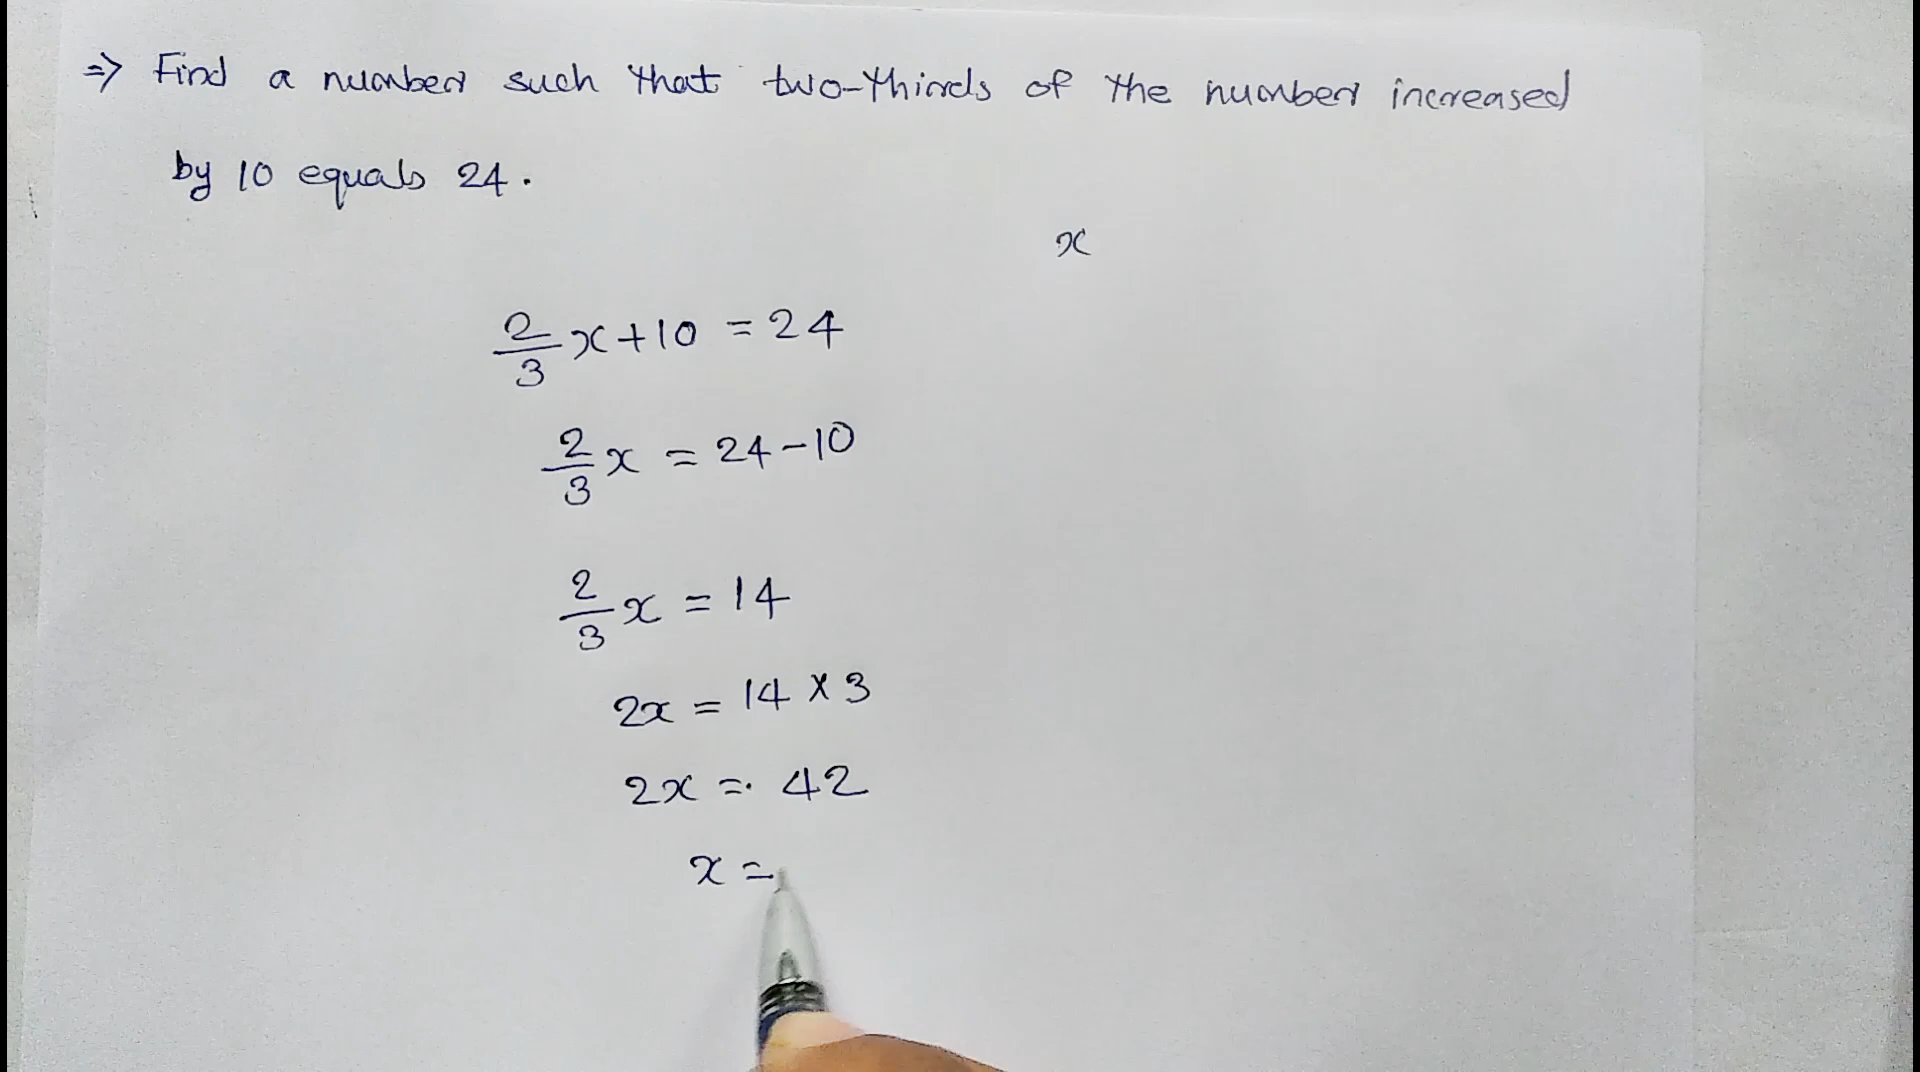 ⇒ Find a number such that two-thirds of the number increased
by 10 equals 24.
x
2/3 x + 10 = 24
2/3 x = 24 - 10
2/3 x = 14
2x = 14 × 3
2x = 42
x =